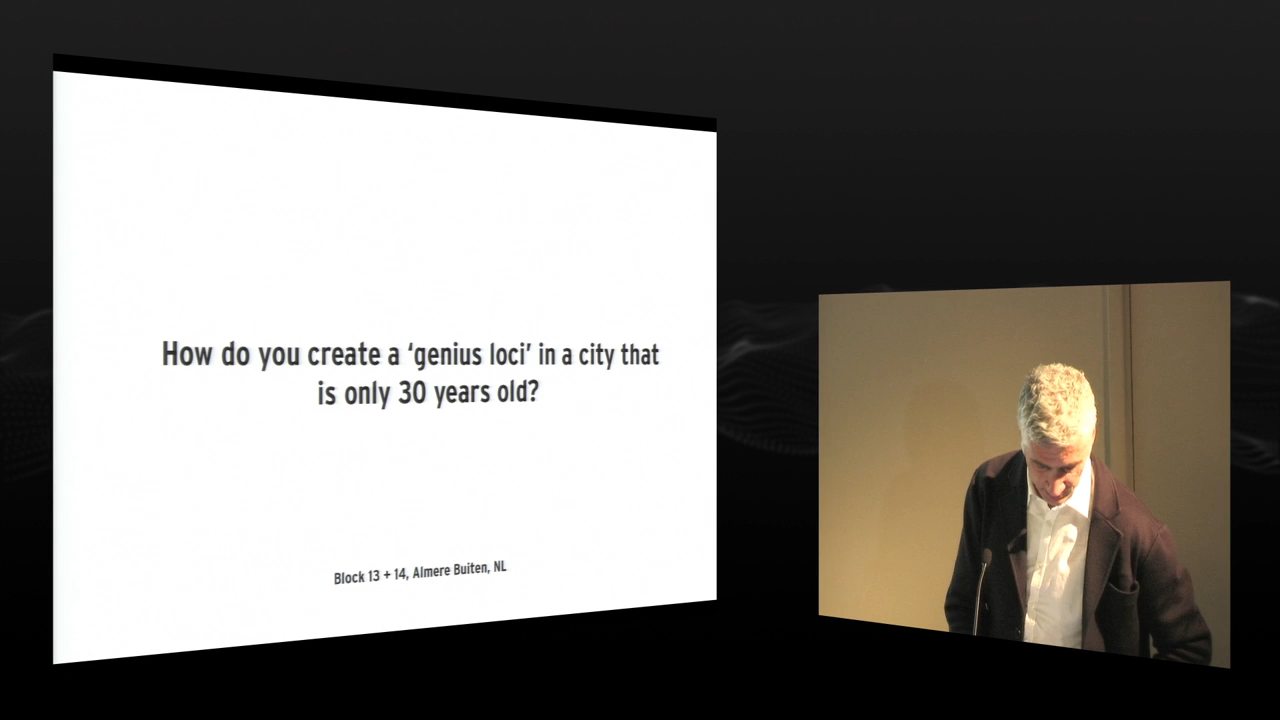 How do you create a ‘genius loci’ in a city that
is only 30 years old?
Block 13 + 14, Almere Buiten, NL